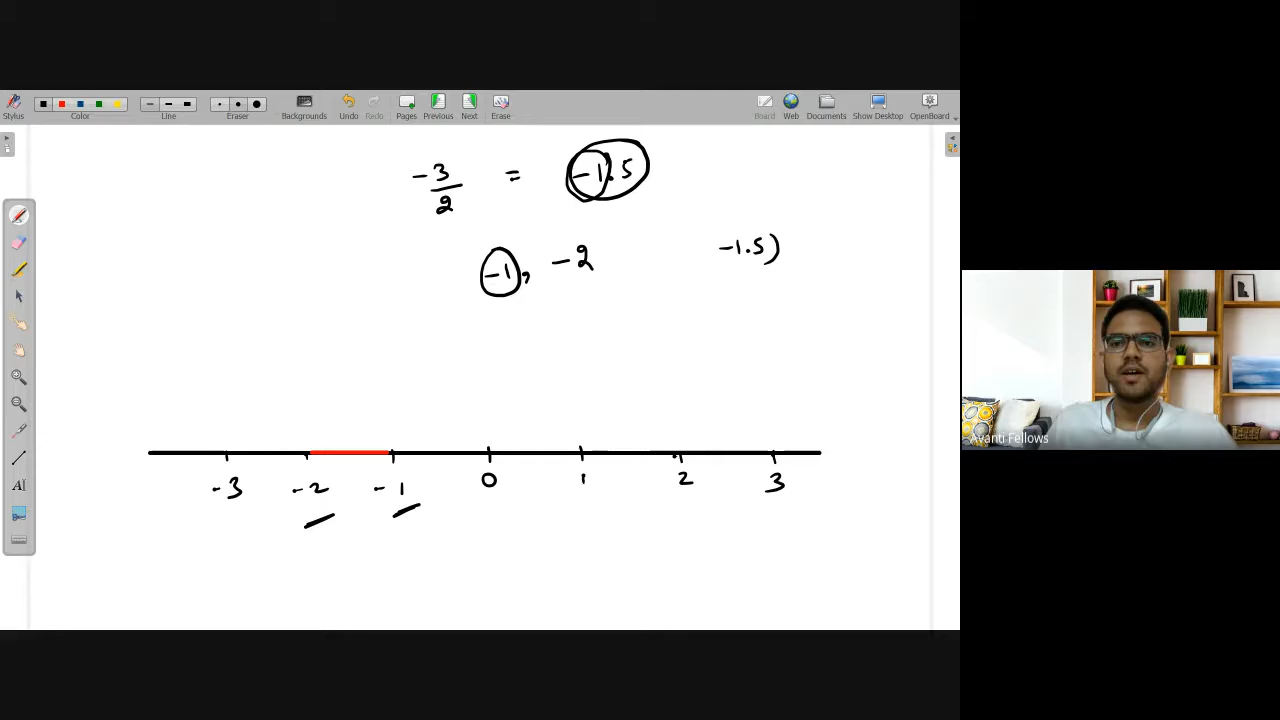 Stylus Color Line Eraser Backgrounds Undo Redo Pages Previous Next Erase Board Web Documents Show Desktop OpenBoard
-3/2 = -1.5
-1, -2 -1.5)
-3 -2 -1 0 1 2 3
Avanti Fellows